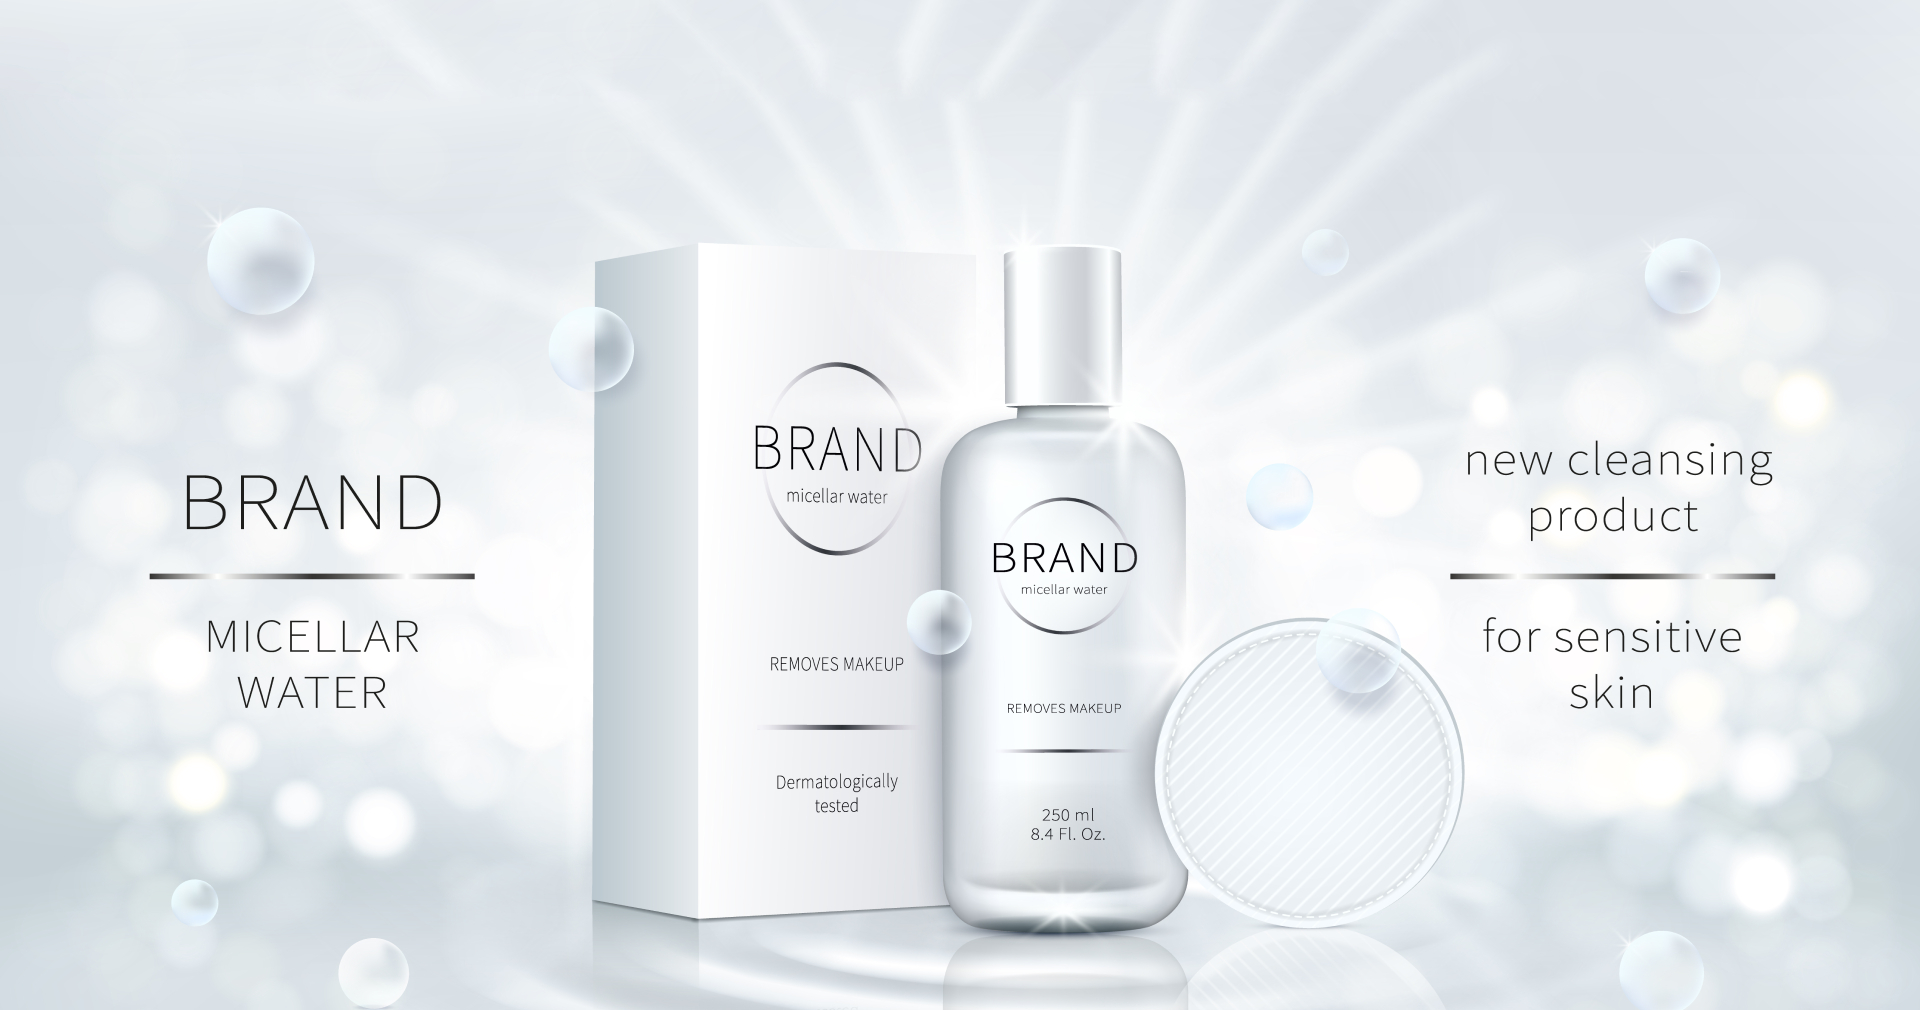 BRAND
MICELLAR
WATER
BRAND
micellar water
REMOVES MAKEUP
Dermatologically
tested
BRAND
micellar water
REMOVES MAKEUP
250 ml
8.4 Fl. Oz.
new cleansing
product
for sensitive
skin